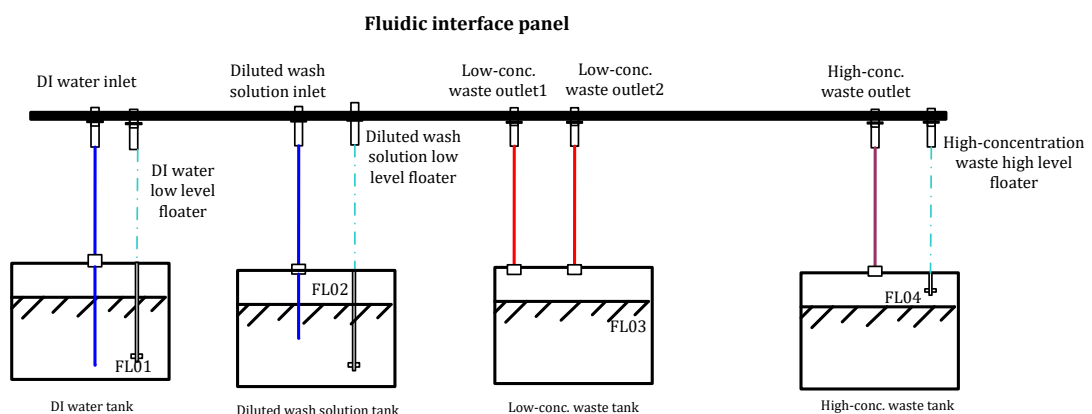 Fluidic interface panel
DI water inlet
Diluted wash
solution inlet
Low-conc.
waste outlet1
Low-conc.
waste outlet2
High-conc.
waste outlet
DI water
low level
floater
Diluted wash
solution low
level floater
High-concentration
waste high level
floater
FL01
FL02
FL03
FL04
DI water tank
Diluted wash solution tank
Low-conc. waste tank
High-conc. waste tank